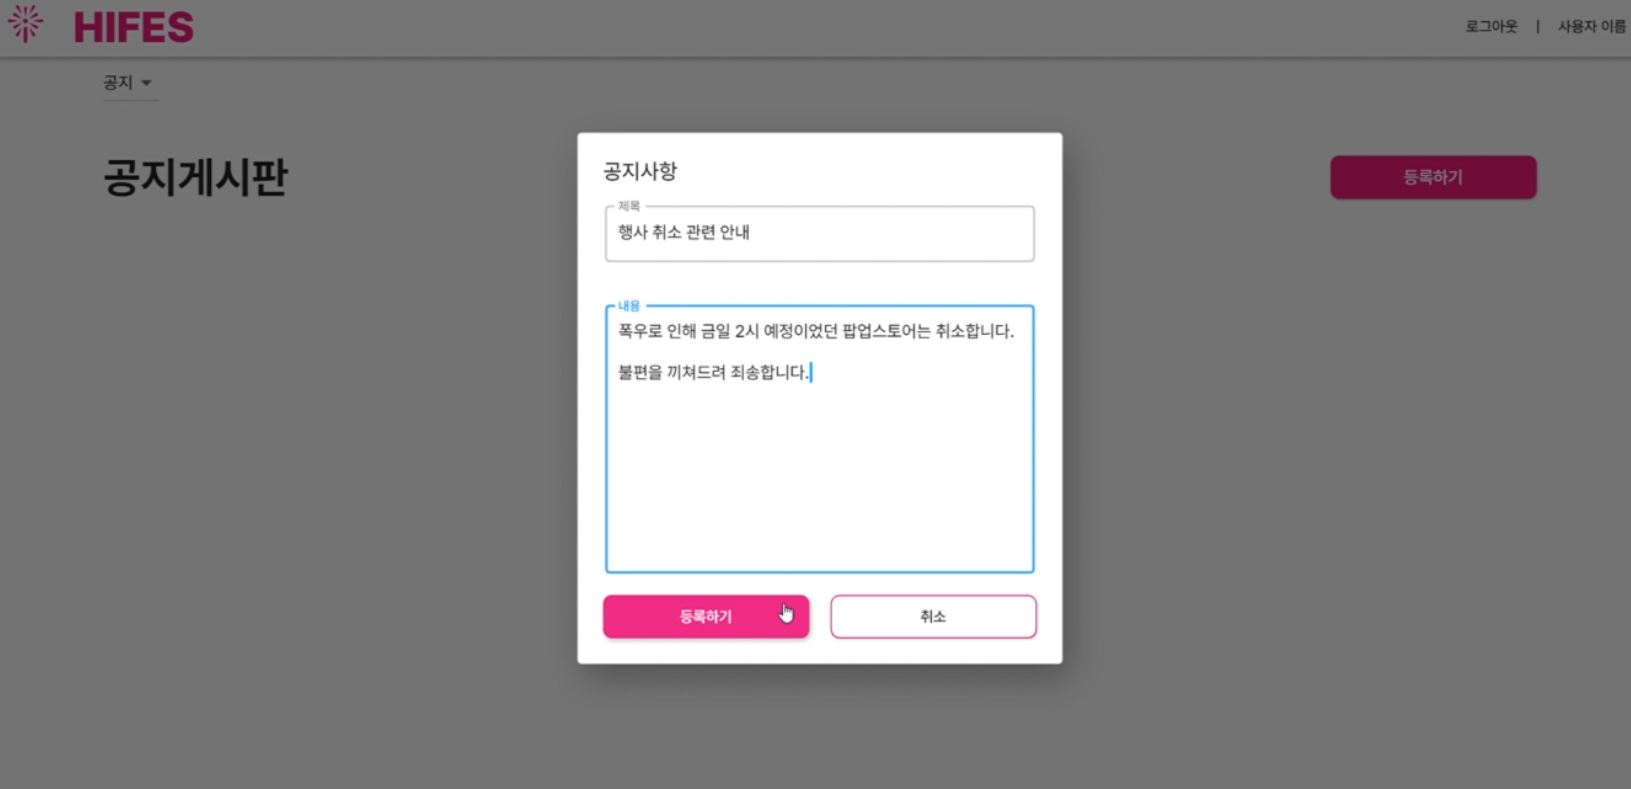 HIFES
로그아웃 | 사용자 이름
공지
공지게시판
등록하기
공지사항
제목
행사 취소 관련 안내
내용
폭우로 인해 금일 2시 예정이었던 팝업스토어는 취소합니다.
불편을 끼쳐드려 죄송합니다.
등록하기
취소